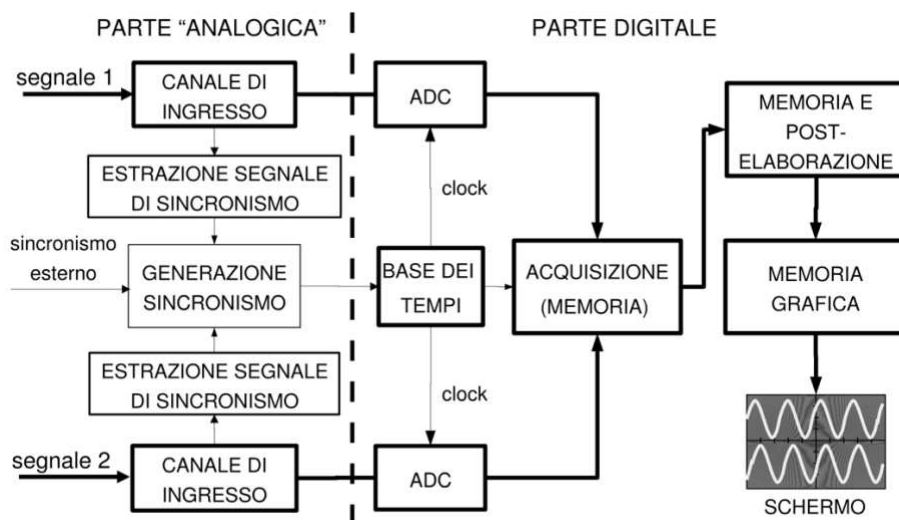 PARTE “ANALOGICA”
PARTE DIGITALE
segnale 1
CANALE DI
INGRESSO
ADC
MEMORIA E
POST-
ELABORAZIONE
ESTRAZIONE SEGNALE
DI SINCRONISMO
clock
sincronismo
esterno
GENERAZIONE
SINCRONISMO
BASE DEI
TEMPI
ACQUISIZIONE
(MEMORIA)
MEMORIA
GRAFICA
ESTRAZIONE SEGNALE
DI SINCRONISMO
clock
segnale 2
CANALE DI
INGRESSO
ADC
SCHERMO